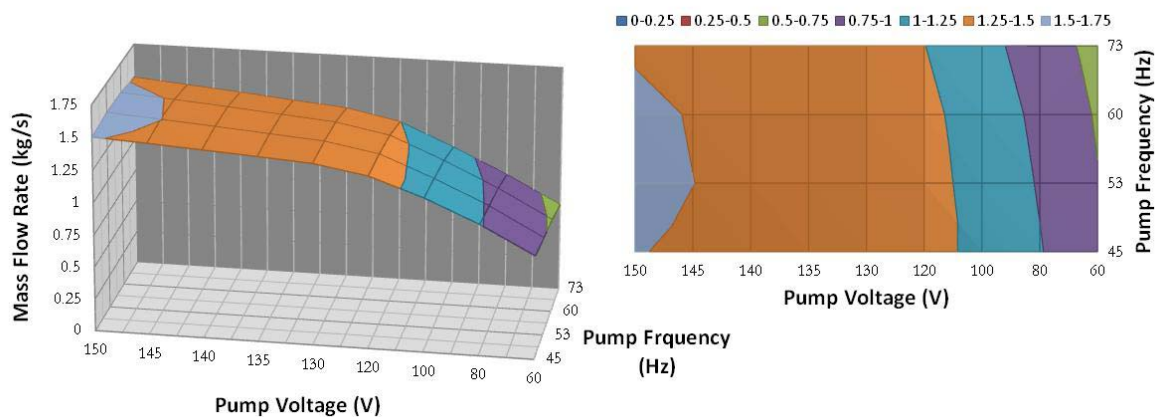 1.75
1.5
1.25
1
0.75
0.5
0.25
0
Mass Flow Rate (kg/s)
150 145 140 135 130 120 100 80 60
Pump Voltage (V)
73
60
53
45
Pump Frquency
(Hz)
0-0.25 0.25-0.5 0.5-0.75 0.75-1 1-1.25 1.25-1.5 1.5-1.75
73
60
53
45
Pump Frequency (Hz)
150 145 140 135 130 120 100 80 60
Pump Voltage (V)